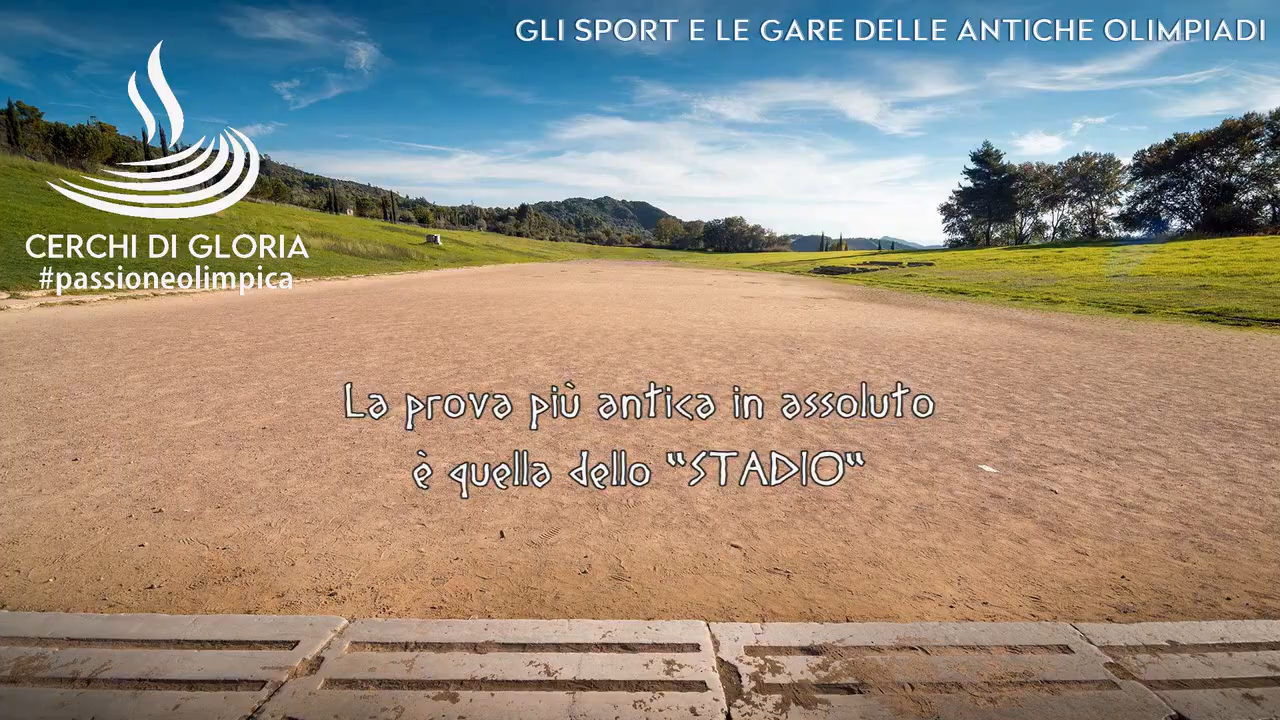 GLI SPORT E LE GARE DELLE ANTICHE OLIMPIADI
CERCHI DI GLORIA
#passioneolimpica
La prova più antica in assoluto
è quella dello “STADIO“